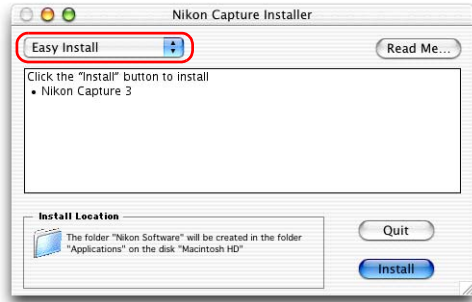 Nikon Capture Installer
Easy Install
Read Me...
Click the “Install” button to install
• Nikon Capture 3
Install Location
The folder "Nikon Software" will be created in the folder
"Applications" on the disk "Macintosh HD"
Quit
Install